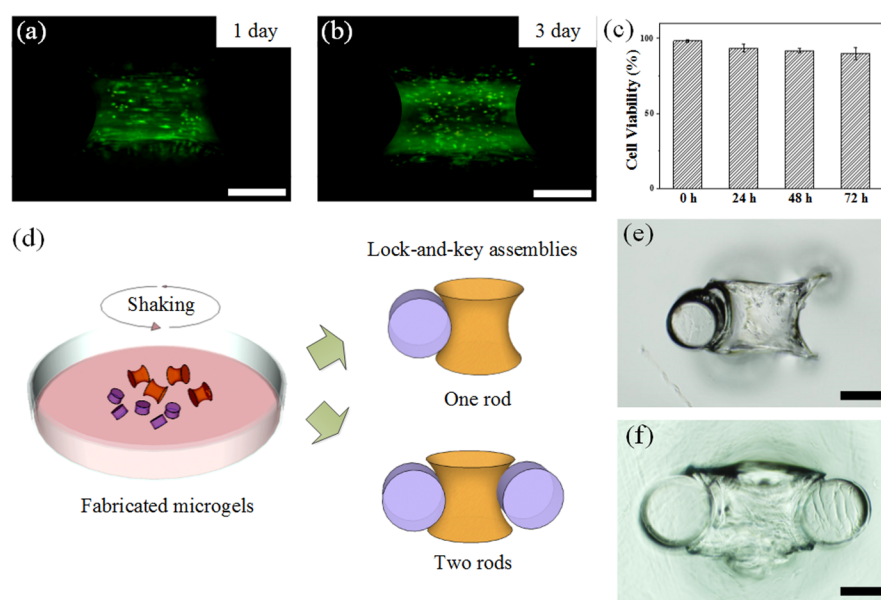 (a)
1 day
(b)
3 day
(c)
100
50
0
Cell Viability (%)
0 h
24 h
48 h
72 h
(d)
Shaking
Fabricated microgels
Lock-and-key assemblies
One rod
Two rods
(e)
(f)